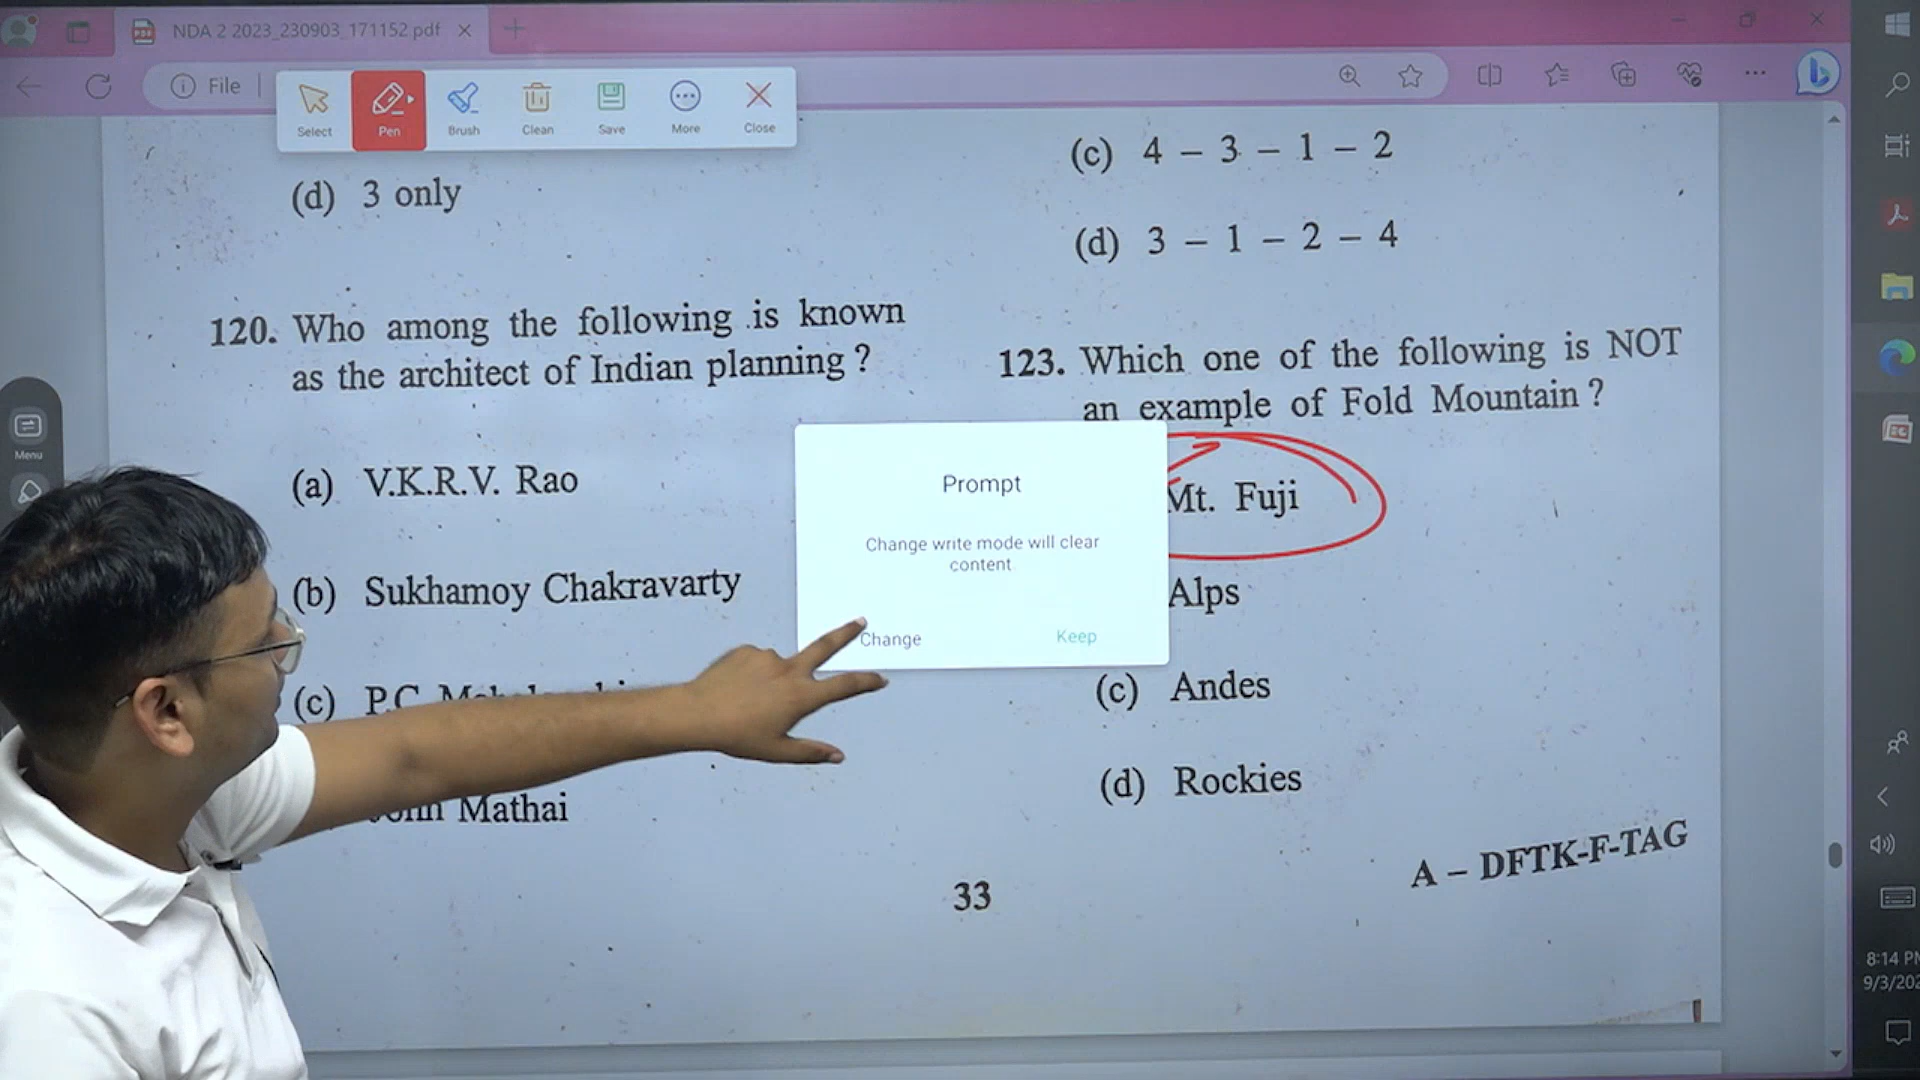 NDA 2 2023_230903_171152 pdf
File
Select
Pen
Brush
Clean
Save
More
Close
(d) 3 only
120. Who among the following is known
as the architect of Indian planning ?
(a) V.K.R.V. Rao
(b) Sukhamoy Chakravarty
(c) P.C.
Mathai
(c) 4 – 3 – 1 – 2
(d) 3 – 1 – 2 – 4
123. Which one of the following is NOT
an example of Fold Mountain ?
Mt. Fuji
Alps
(c) Andes
(d) Rockies
Prompt
Change write mode will clear
content
Change
Keep
33
A – DFTK-F-TAG
Menu
8:14